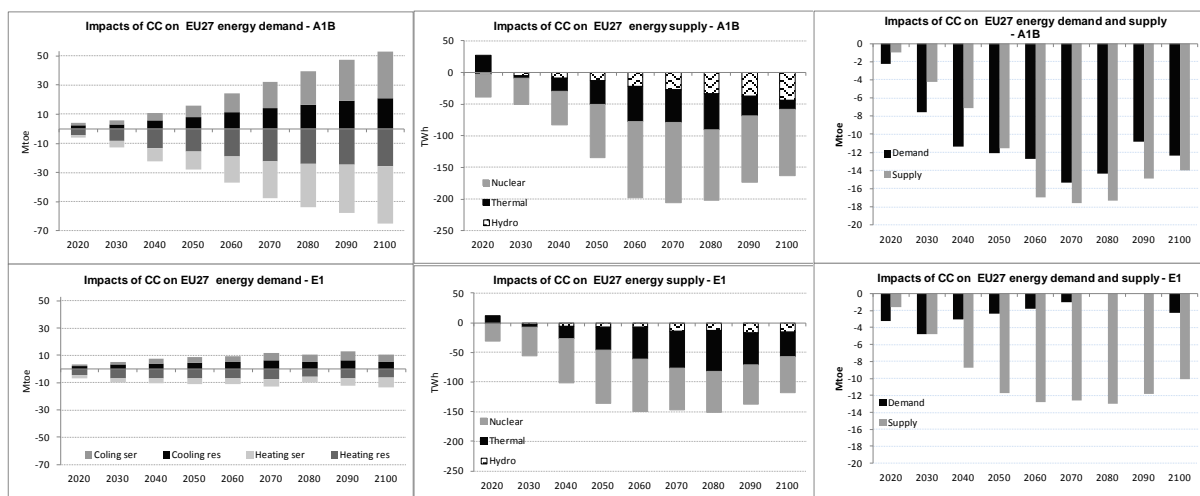 Impacts of CC on EU27 energy demand - A1B
50
30
10
-10
-30
-50
-70
Mtoe
2020 2030 2040 2050 2060 2070 2080 2090 2100
Impacts of CC on EU27 energy supply - A1B
50
0
-50
-100
-150
-200
-250
TWh
Nuclear
Thermal
Hydro
2020 2030 2040 2050 2060 2070 2080 2090 2100
Impacts of CC on EU27 energy demand and supply
- A1B
0
-2
-4
-6
-8
-10
-12
-14
-16
-18
-20
Mtoe
Demand
Supply
2020 2030 2040 2050 2060 2070 2080 2090 2100
Impacts of CC on EU27 energy demand - E1
50
30
10
-10
-30
-50
-70
Mtoe
Coling ser Cooling res Heating ser Heating res
2020 2030 2040 2050 2060 2070 2080 2090 2100
Impacts of CC on EU27 energy supply - E1
50
0
-50
-100
-150
-200
-250
TWh
Nuclear
Thermal
Hydro
2020 2030 2040 2050 2060 2070 2080 2090 2100
Impacts of CC on EU27 energy demand and supply - E1
0
-2
-4
-6
-8
-10
-12
-14
-16
-18
-20
Mtoe
Demand
Supply
2020 2030 2040 2050 2060 2070 2080 2090 2100